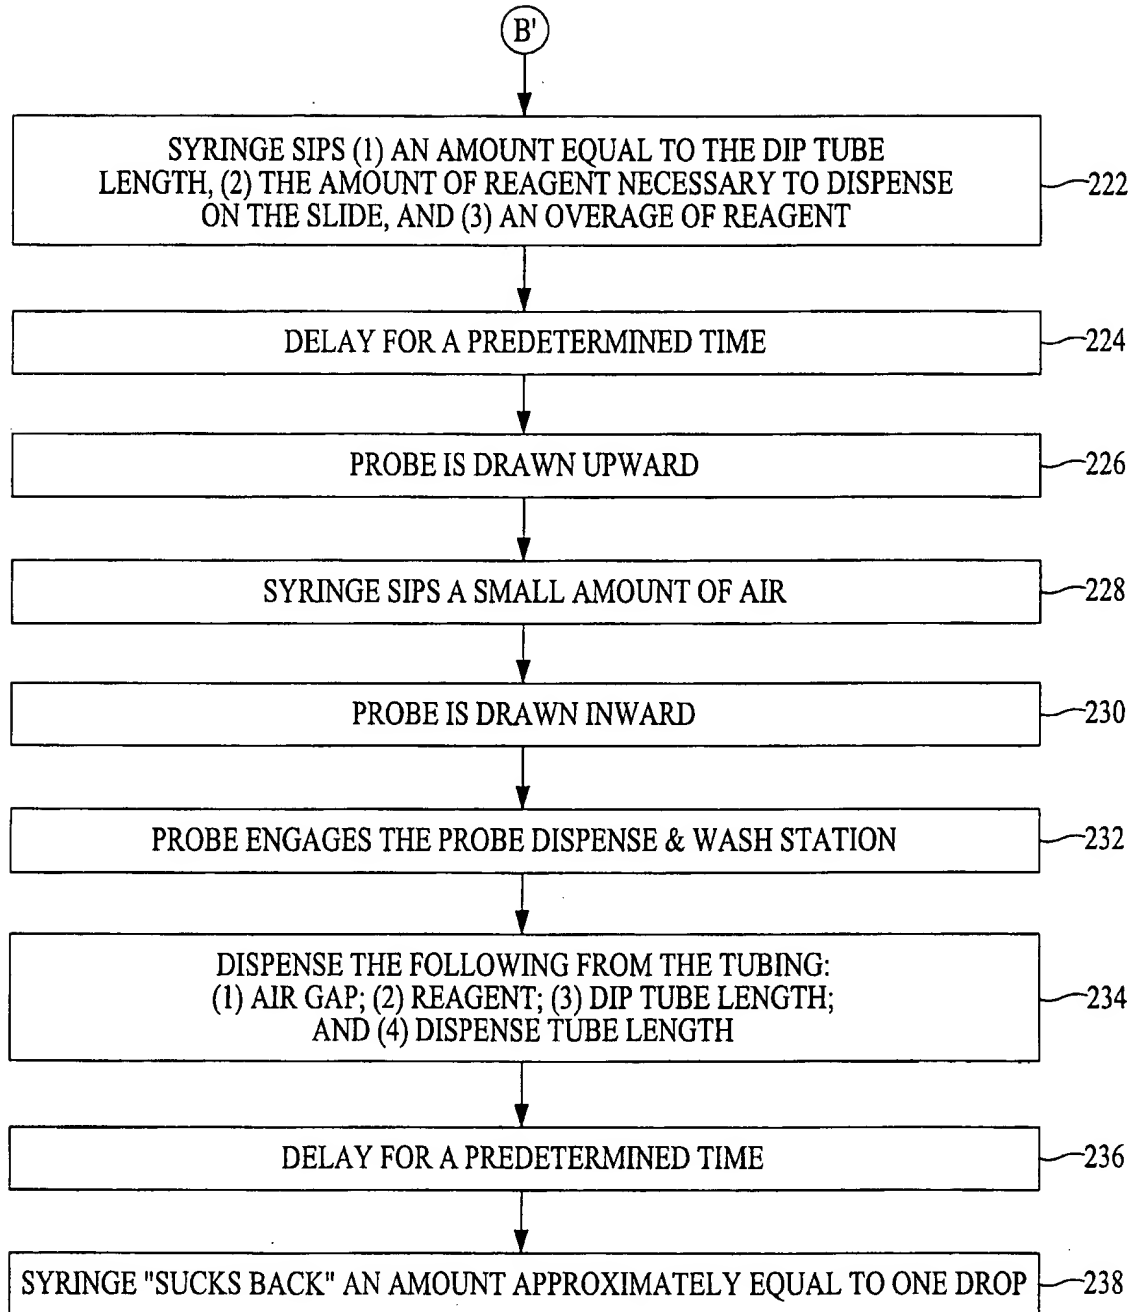 B'
SYRINGE SIPS (1) AN AMOUNT EQUAL TO THE DIP TUBE
LENGTH, (2) THE AMOUNT OF REAGENT NECESSARY TO DISPENSE
ON THE SLIDE, AND (3) AN OVERAGE OF REAGENT
222
DELAY FOR A PREDETERMINED TIME
224
PROBE IS DRAWN UPWARD
226
SYRINGE SIPS A SMALL AMOUNT OF AIR
228
PROBE IS DRAWN INWARD
230
PROBE ENGAGES THE PROBE DISPENSE & WASH STATION
232
DISPENSE THE FOLLOWING FROM THE TUBING:
(1) AIR GAP; (2) REAGENT; (3) DIP TUBE LENGTH;
AND (4) DISPENSE TUBE LENGTH
234
DELAY FOR A PREDETERMINED TIME
236
SYRINGE "SUCKS BACK" AN AMOUNT APPROXIMATELY EQUAL TO ONE DROP
238